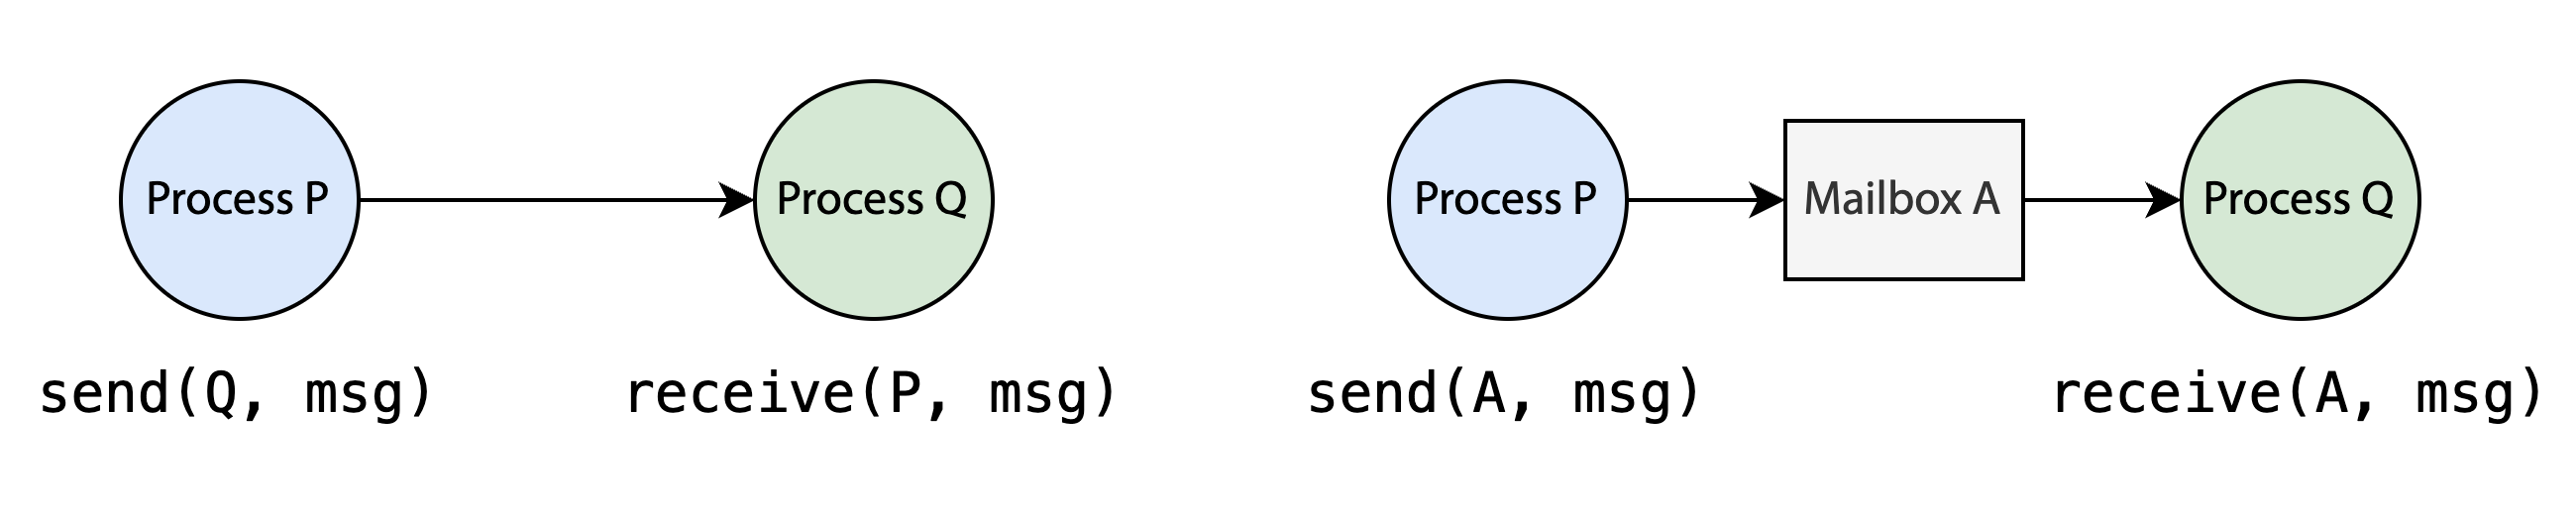 Process P
Process Q
send(Q, msg)
receive(P, msg)
Process P
Mailbox A
Process Q
send(A, msg)
receive(A, msg)